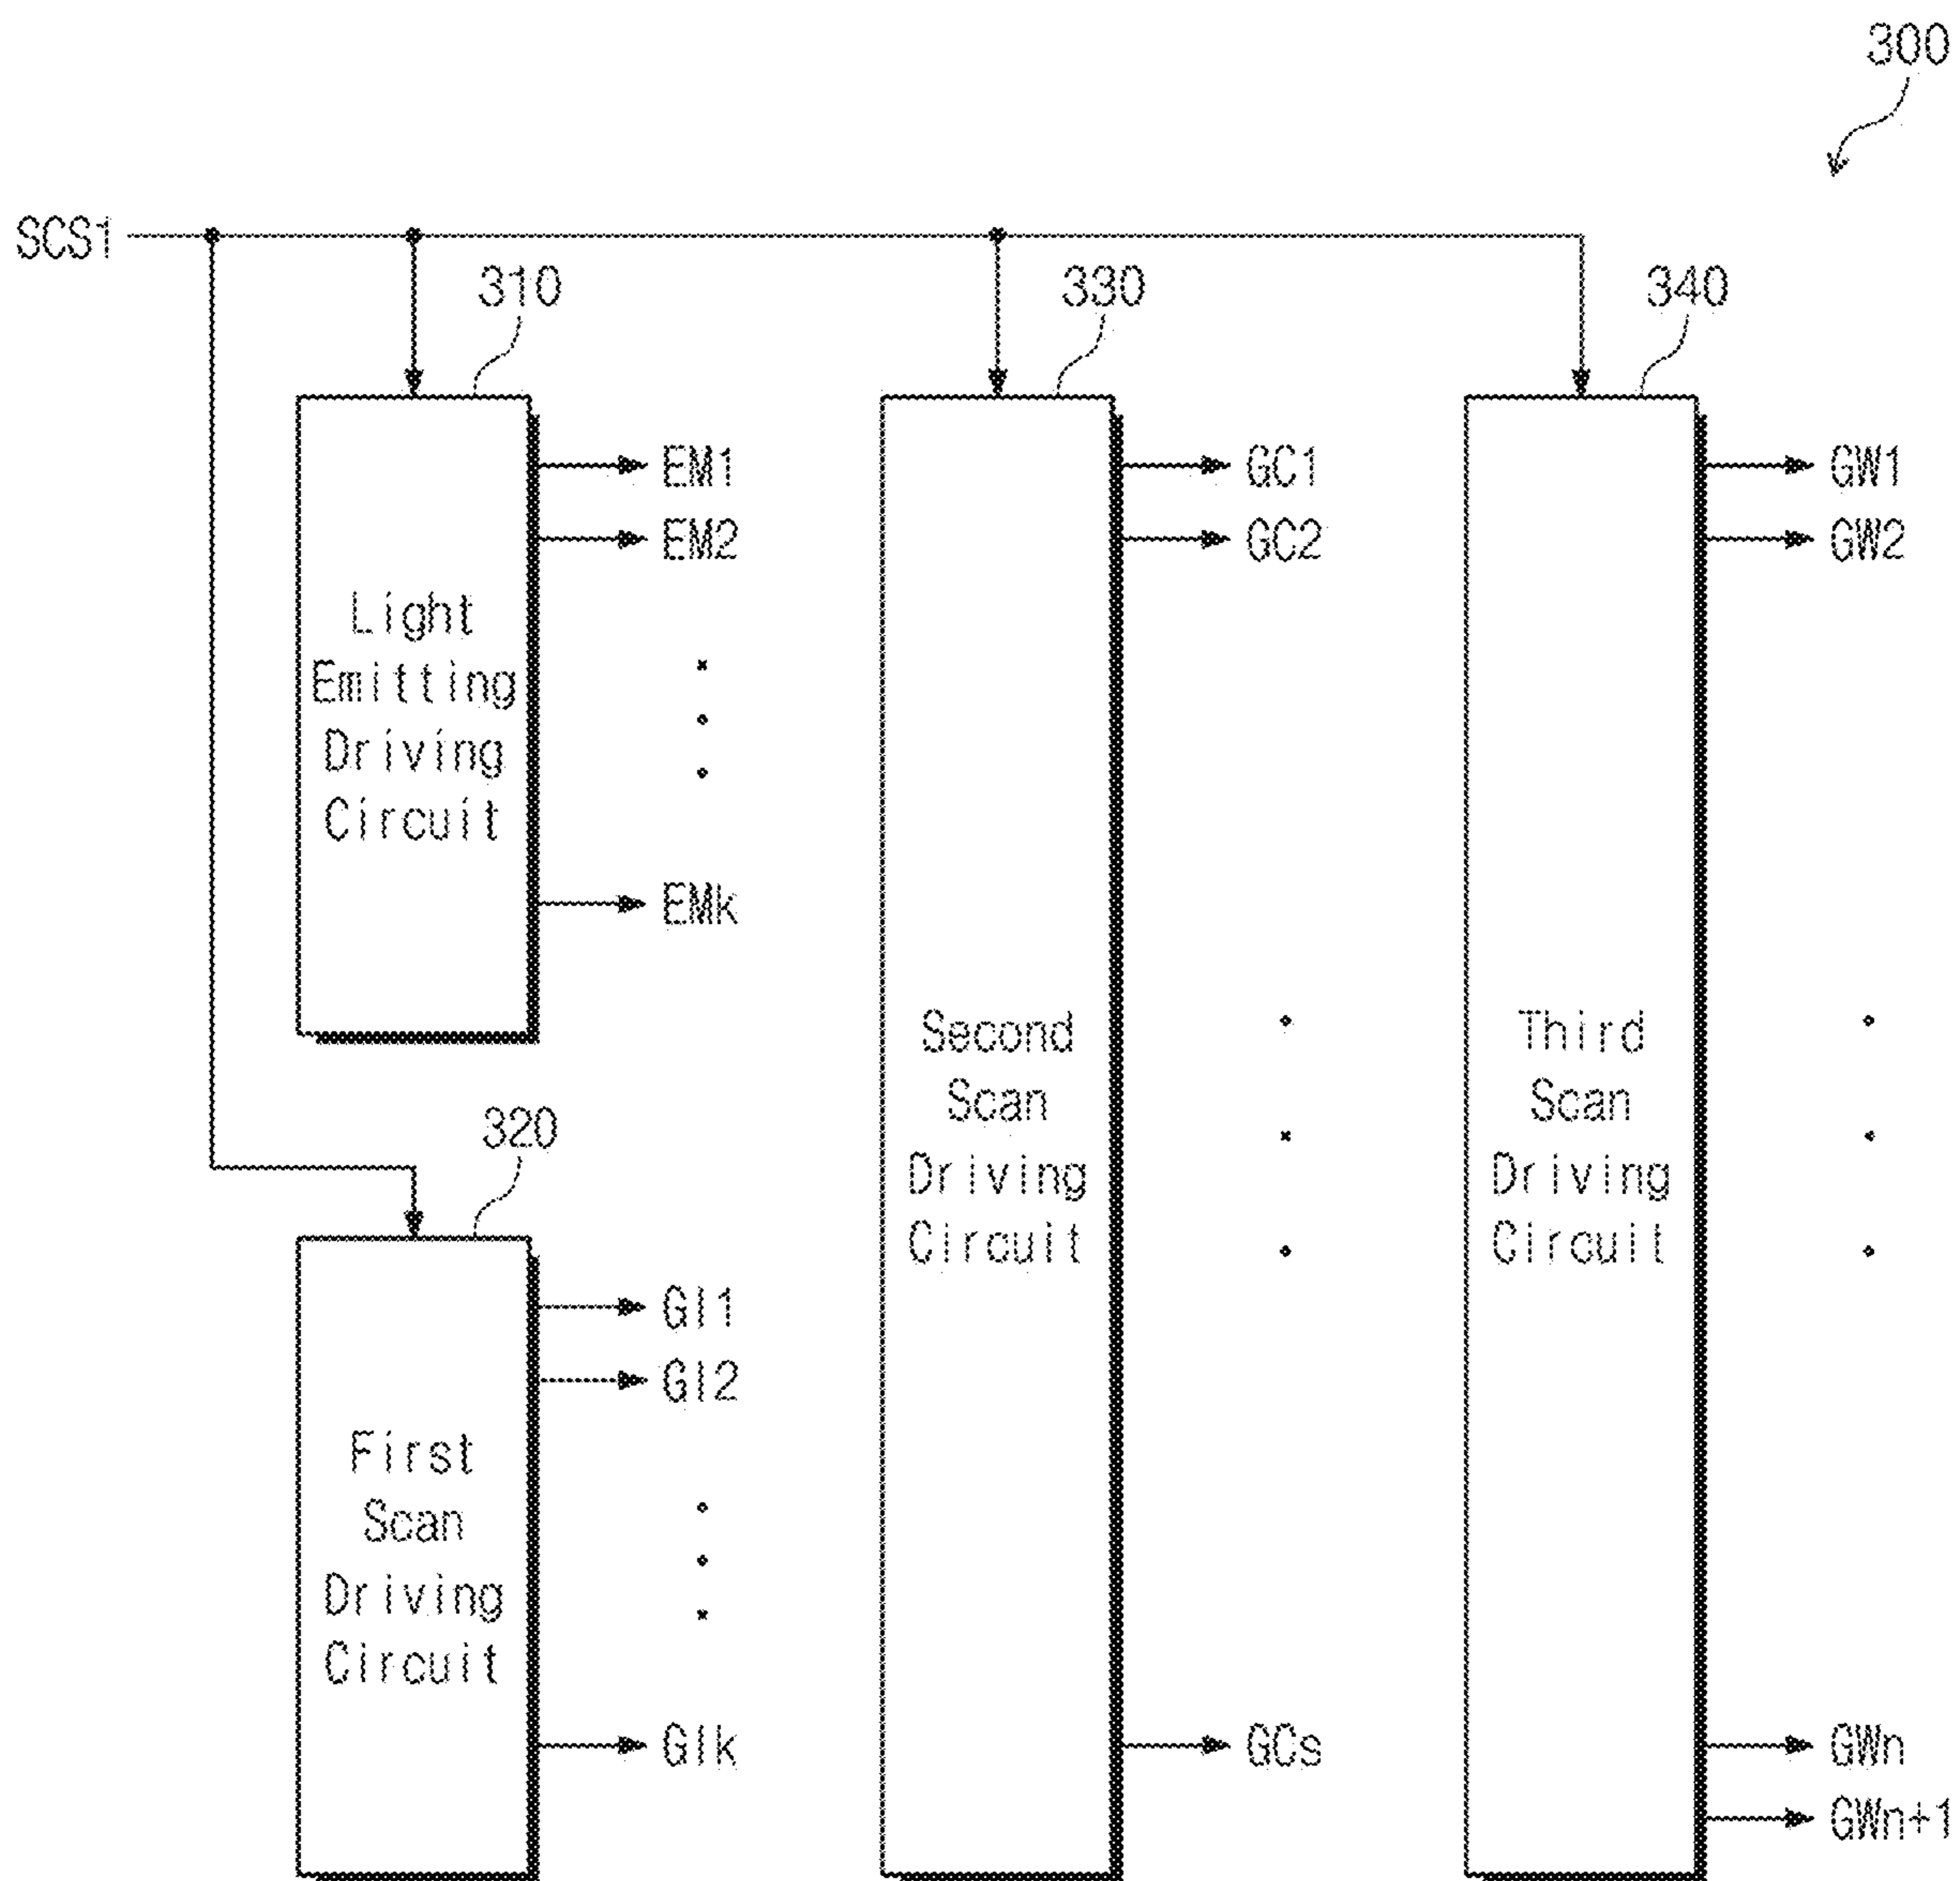 300
SCS1
310
330
340
EM1
EM2
Light
Emitting
Driving
Circuit
EMk
GC1
GC2
Second
Scan
Driving
Circuit
GCs
GW1
GW2
Third
Scan
Driving
Circuit
GWn
GWn+1
320
GI1
GI2
First
Scan
Driving
Circuit
GIk